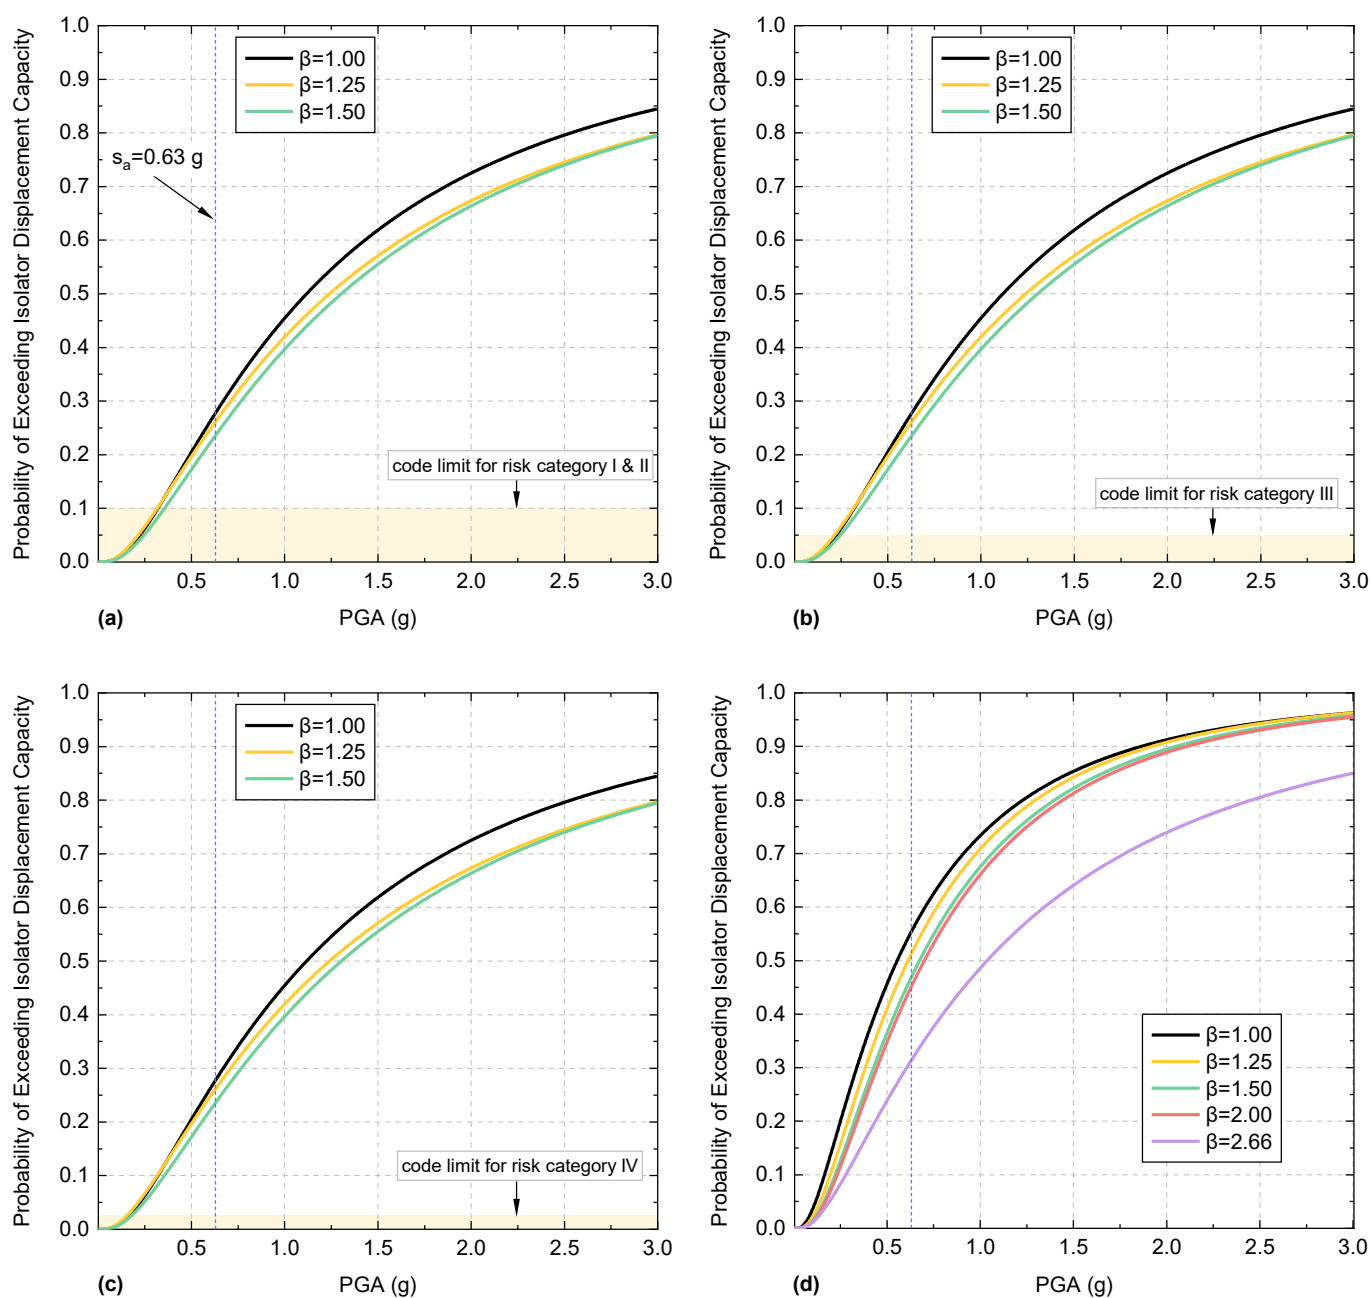 Probability of Exceeding Isolator Displacement Capacity
1.0
0.9
0.8
0.7
0.6
0.5
0.4
0.3
0.2
0.1
0.0
β=1.00
β=1.25
β=1.50
sa=0.63 g
code limit for risk category I & II
0.5
1.0
1.5
2.0
2.5
3.0
(a)
PGA (g)
Probability of Exceeding Isolator Displacement Capacity
1.0
0.9
0.8
0.7
0.6
0.5
0.4
0.3
0.2
0.1
0.0
β=1.00
β=1.25
β=1.50
code limit for risk category III
0.5
1.0
1.5
2.0
2.5
3.0
(b)
PGA (g)
Probability of Exceeding Isolator Displacement Capacity
1.0
0.9
0.8
0.7
0.6
0.5
0.4
0.3
0.2
0.1
0.0
β=1.00
β=1.25
β=1.50
code limit for risk category IV
0.5
1.0
1.5
2.0
2.5
3.0
(c)
PGA (g)
Probability of Exceeding Isolator Displacement Capacity
1.0
0.9
0.8
0.7
0.6
0.5
0.4
0.3
0.2
0.1
0.0
β=1.00
β=1.25
β=1.50
β=2.00
β=2.66
0.5
1.0
1.5
2.0
2.5
3.0
(d)
PGA (g)